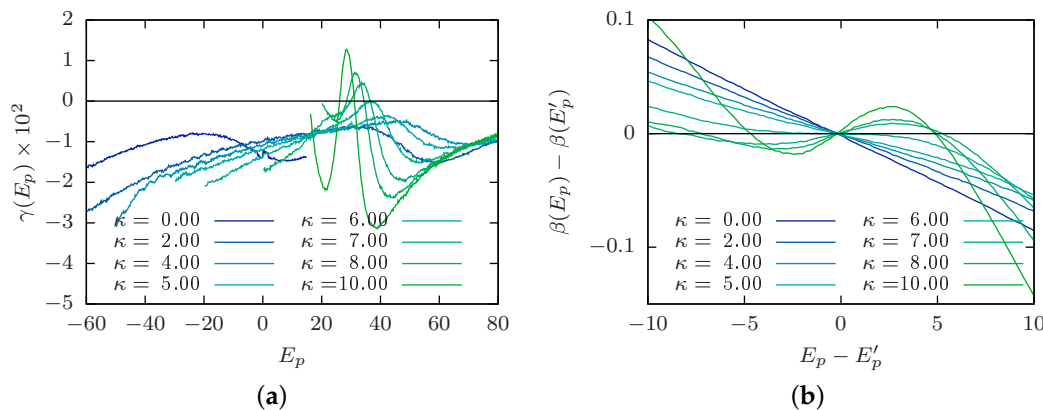 γ(E_p) × 10²
2
1
0
−1
−2
−3
−4
−5
−60
−40
−20
0
20
40
60
80
E_p
κ = 0.00
κ = 2.00
κ = 4.00
κ = 5.00
κ = 6.00
κ = 7.00
κ = 8.00
κ =10.00
(a)
β(E_p) − β(E′_p)
0.1
0
−0.1
−10
−5
0
5
10
E_p − E′_p
κ = 0.00
κ = 2.00
κ = 4.00
κ = 5.00
κ = 6.00
κ = 7.00
κ = 8.00
κ =10.00
(b)